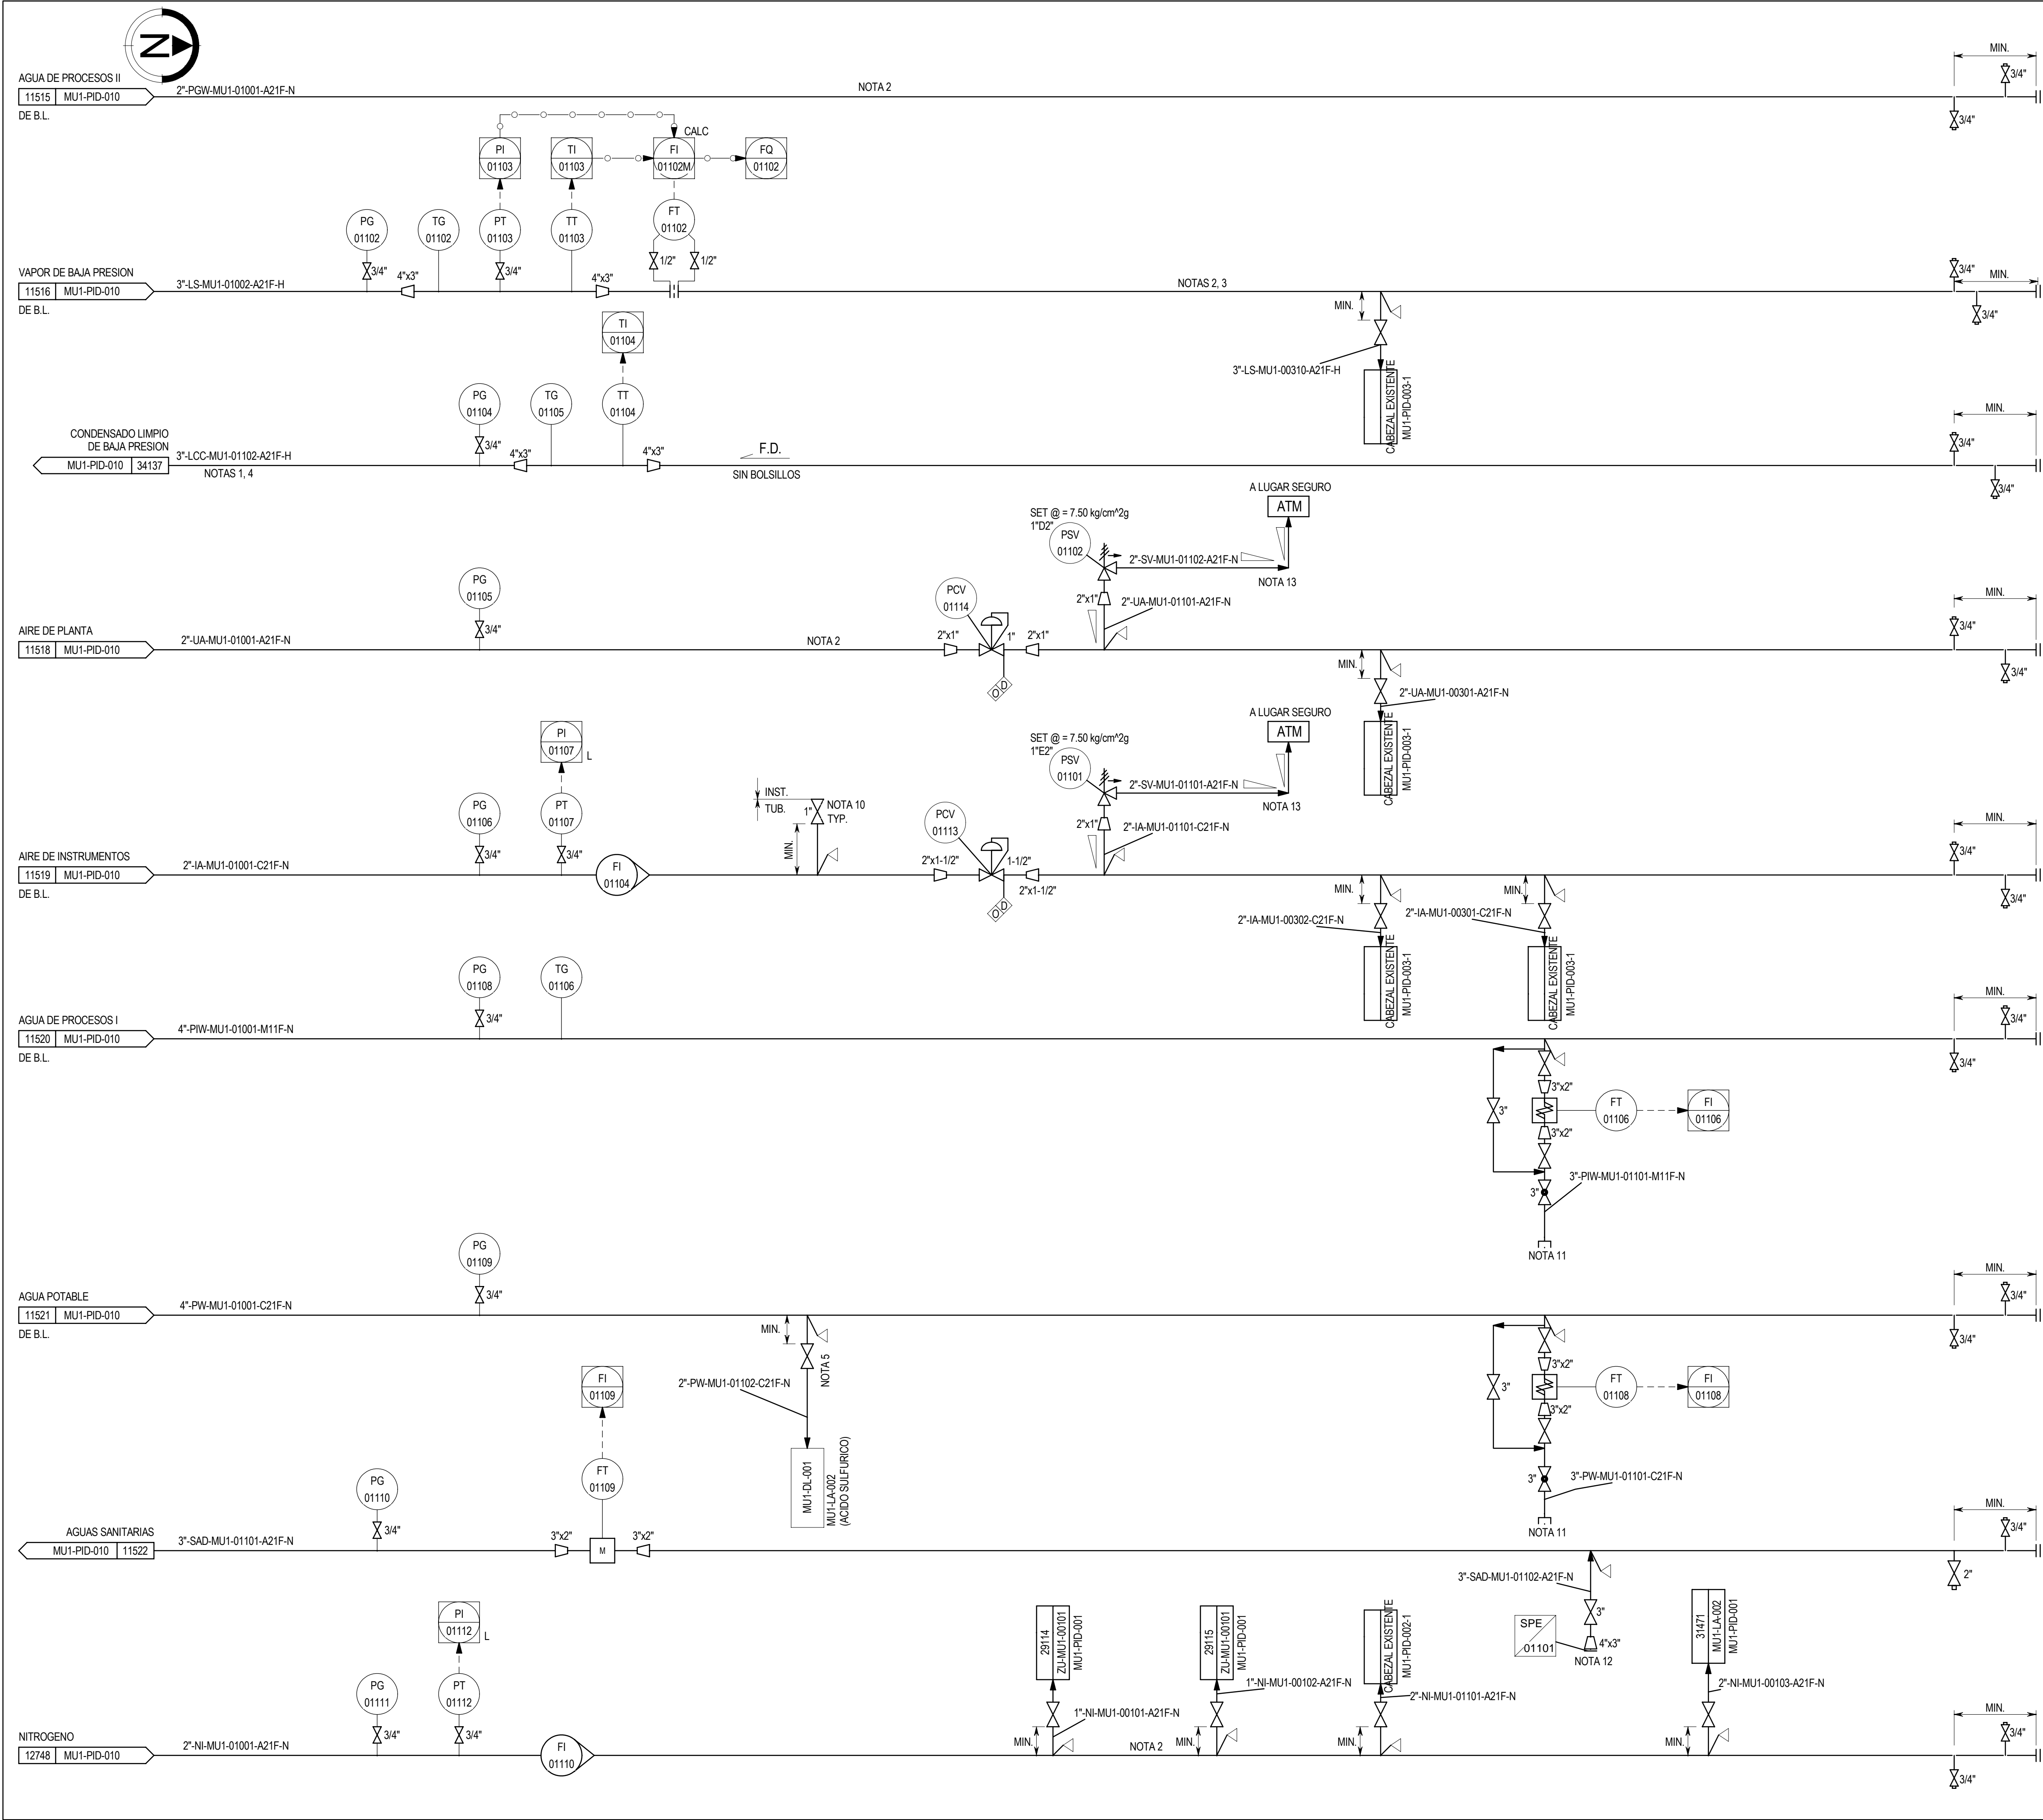 N
AGUA DE PROCESOS II
11515 MU1-PID-010
DE B.L.
2"-PGW-MU1-01001-A21F-N
NOTA 2
MIN.
3/4"
3/4"
PI
01103
TI
01103
FI
01102M
CALC
FQ
01102
PG
01102
TG
01102
PT
01103
TT
01103
FT
01102
3/4"
4"x3"
3/4"
4"x3"
1/2"
1/2"
VAPOR DE BAJA PRESION
11516 MU1-PID-010
DE B.L.
3"-LS-MU1-01002-A21F-H
NOTAS 2, 3
MIN.
3"-LS-MU1-00310-A21F-H
CABEZAL EXISTENTE
MU1-PID-003-1
3/4"
MIN.
3/4"
TI
01104
PG
01104
TG
01105
TT
01104
3/4"
4"x3"
4"x3"
CONDENSADO LIMPIO
DE BAJA PRESION
MU1-PID-010 34137
3"-LCC-MU1-01102-A21F-H
NOTAS 1, 4
F.D.
SIN BOLSILLOS
MIN.
3/4"
3/4"
A LUGAR SEGURO
ATM
SET @ = 7.50 kg/cm^2g
1"D2"
PSV
01102
2"-SV-MU1-01102-A21F-N
NOTA 13
2"x1"
2"-UA-MU1-01101-A21F-N
PG
01105
3/4"
PCV
01114
2"x1"
1"
2"x1"
O D
AIRE DE PLANTA
11518 MU1-PID-010
2"-UA-MU1-01001-A21F-N
NOTA 2
MIN.
2"-UA-MU1-00301-A21F-N
CABEZAL EXISTENTE
MU1-PID-003-1
MIN.
3/4"
3/4"
A LUGAR SEGURO
ATM
SET @ = 7.50 kg/cm^2g
1"E2"
PSV
01101
2"-SV-MU1-01101-A21F-N
NOTA 13
2"x1"
2"-IA-MU1-01101-C21F-N
PI
01107
L
PG
01106
PT
01107
3/4"
3/4"
FI
01104
INST.
TUB.
1"
NOTA 10
TYP.
MIN.
PCV
01113
2"x1-1/2"
1-1/2"
2"x1-1/2"
O D
AIRE DE INSTRUMENTOS
11519 MU1-PID-010
DE B.L.
2"-IA-MU1-01001-C21F-N
MIN.
2"-IA-MU1-00302-C21F-N
CABEZAL EXISTENTE
MU1-PID-003-1
MIN.
2"-IA-MU1-00301-C21F-N
CABEZAL EXISTENTE
MU1-PID-003-1
MIN.
3/4"
3/4"
PG
01108
TG
01106
3/4"
AGUA DE PROCESOS I
11520 MU1-PID-010
DE B.L.
4"-PIW-MU1-01001-M11F-N
MIN.
3/4"
3/4"
3"x2"
3"
FT
01106
FI
01106
3"x2"
3"-PIW-MU1-01101-M11F-N
3"
NOTA 11
PG
01109
3/4"
AGUA POTABLE
11521 MU1-PID-010
DE B.L.
4"-PW-MU1-01001-C21F-N
MIN.
NOTA 5
2"-PW-MU1-01102-C21F-N
MU1-DL-001
MU1-LA-002
(ACIDO SULFURICO)
MIN.
3/4"
3/4"
3"x2"
3"
FT
01108
FI
01108
3"x2"
3"-PW-MU1-01101-C21F-N
3"
NOTA 11
FI
01109
FT
01109
PG
01110
3/4"
3"x2"
M
3"x2"
AGUAS SANITARIAS
MU1-PID-010 11522
3"-SAD-MU1-01101-A21F-N
MIN.
3/4"
2"
3"-SAD-MU1-01102-A21F-N
3"
SPE
01101
4"x3"
NOTA 12
PI
01112
L
PG
01111
PT
01112
3/4"
3/4"
FI
01110
NITROGENO
12748 MU1-PID-010
2"-NI-MU1-01001-A21F-N
29114
ZU-MU1-00101
MU1-PID-001
1"-NI-MU1-00101-A21F-N
MIN.
NOTA 2
29115
ZU-MU1-00101
MU1-PID-001
1"-NI-MU1-00102-A21F-N
MIN.
CABEZAL EXISTENTE
MU1-PID-002-1
2"-NI-MU1-01101-A21F-N
MIN.
31471
MU1-LA-002
MU1-PID-001
2"-NI-MU1-00103-A21F-N
MIN.
MIN.
3/4"
3/4"